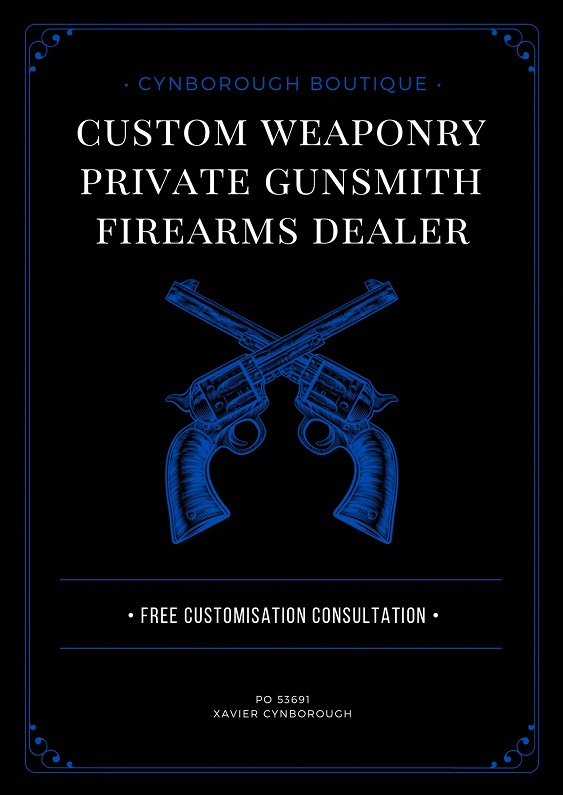 · CYNBOROUGH BOUTIQUE ·
CUSTOM WEAPONRY
PRIVATE GUNSMITH
FIREARMS DEALER
• FREE CUSTOMISATION CONSULTATION •
PO 53691
XAVIER CYNBOROUGH